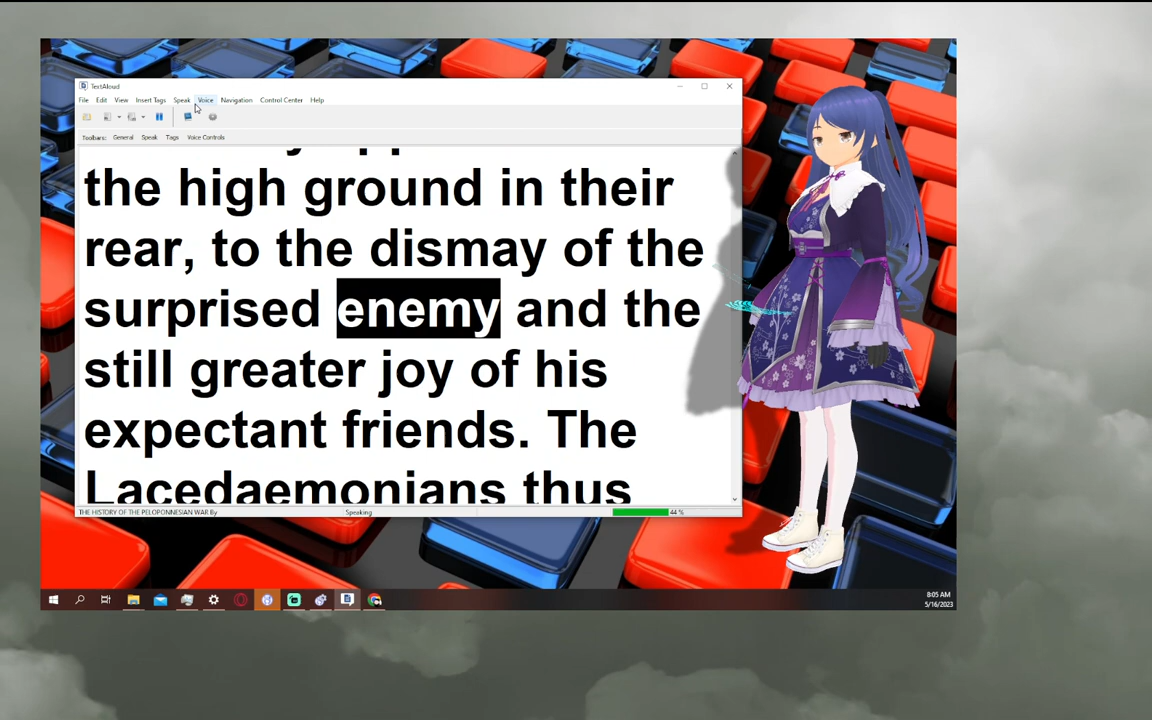 TextAloud
File Edit View Insert Tags Speak Voice Navigation Control Center Help
Toolbars: General Speak Tags Voice Controls
the high ground in their
rear, to the dismay of the
surprised enemy and the
still greater joy of his
expectant friends. The
Lacedaemonians thus
THE HISTORY OF THE PELOPONNESIAN WAR By Speaking 44 %
8:05 AM
5/16/2023